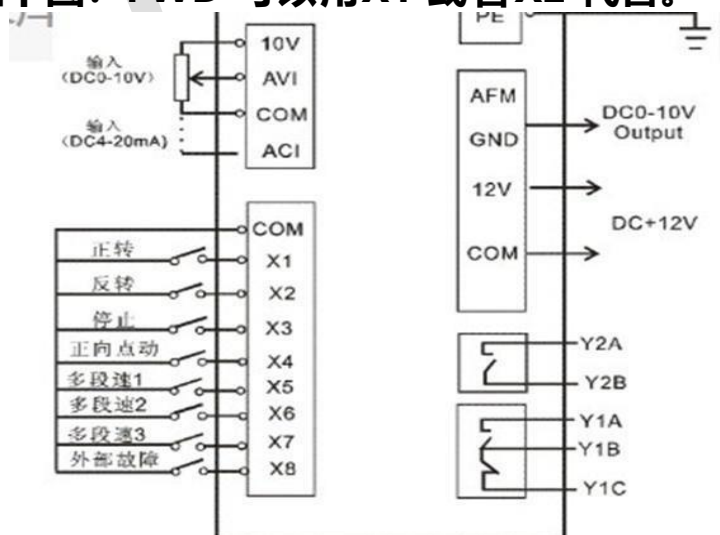 10V
输入
(DC0-10V)
AVI
COM
输入
(DC4-20mA)
ACI
COM
正转
X1
反转
X2
停止
X3
正向点动
X4
多段速1
X5
多段速2
X6
多段速3
X7
外部故障
X8
PE
AFM
DC0-10V
Output
GND
12V
DC+12V
COM
Y2A
Y2B
Y1A
Y1B
Y1C